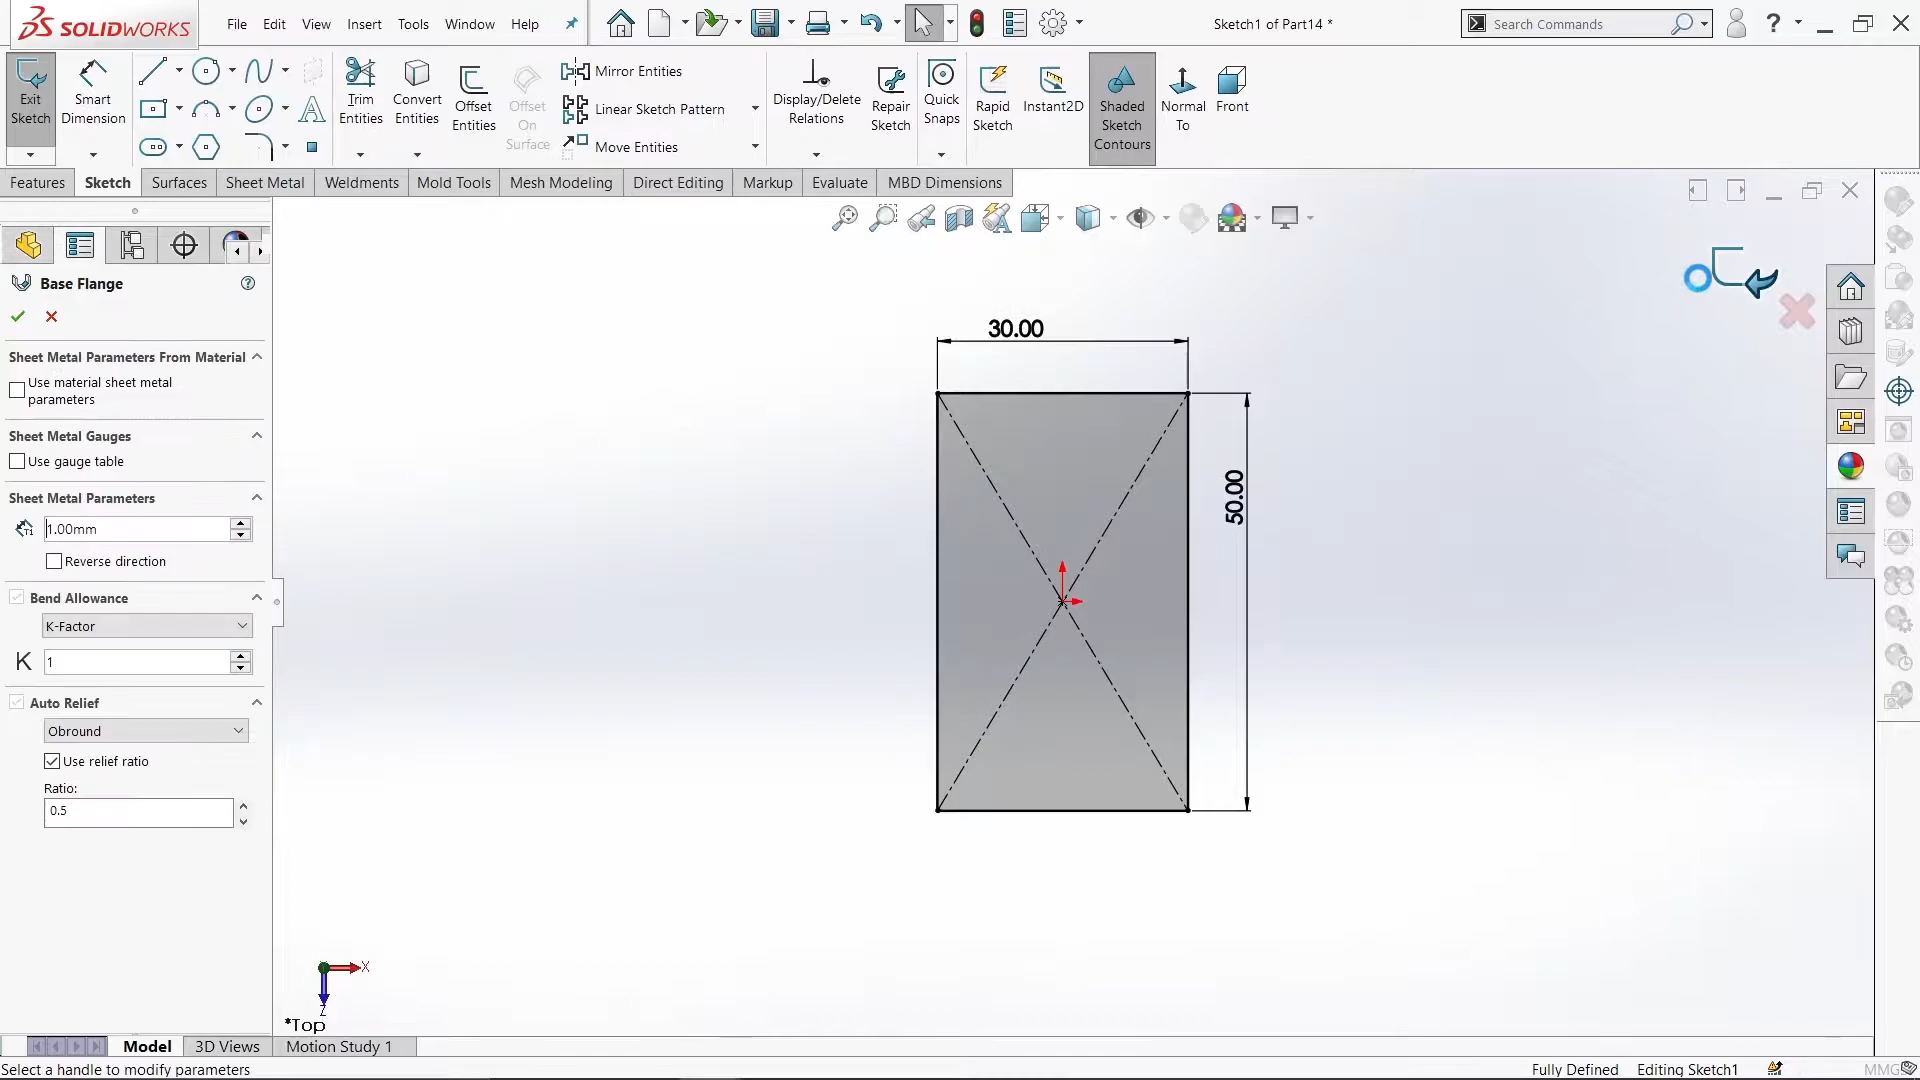 SOLIDWORKS
File Edit View Insert Tools Window Help
Sketch1 of Part14 *
Search Commands
Exit Sketch
Smart Dimension
Trim Entities
Convert Entities
Offset Entities
Offset On Surface
Mirror Entities
Linear Sketch Pattern
Move Entities
Display/Delete Relations
Repair Sketch
Quick Snaps
Rapid Sketch
Instant2D
Shaded Sketch Contours
Normal To
Front
Features Sketch Surfaces Sheet Metal Weldments Mold Tools Mesh Modeling Direct Editing Markup Evaluate MBD Dimensions
Base Flange
Sheet Metal Parameters From Material
Use material sheet metal
parameters
Sheet Metal Gauges
Use gauge table
Sheet Metal Parameters
T1
1.00mm
Reverse direction
Bend Allowance
K-Factor
K 1
Auto Relief
Obround
Use relief ratio
Ratio:
0.5
30.00
50.00
X
Z
*Top
Model 3D Views Motion Study 1
Select a handle to modify parameters
Fully Defined Editing Sketch1